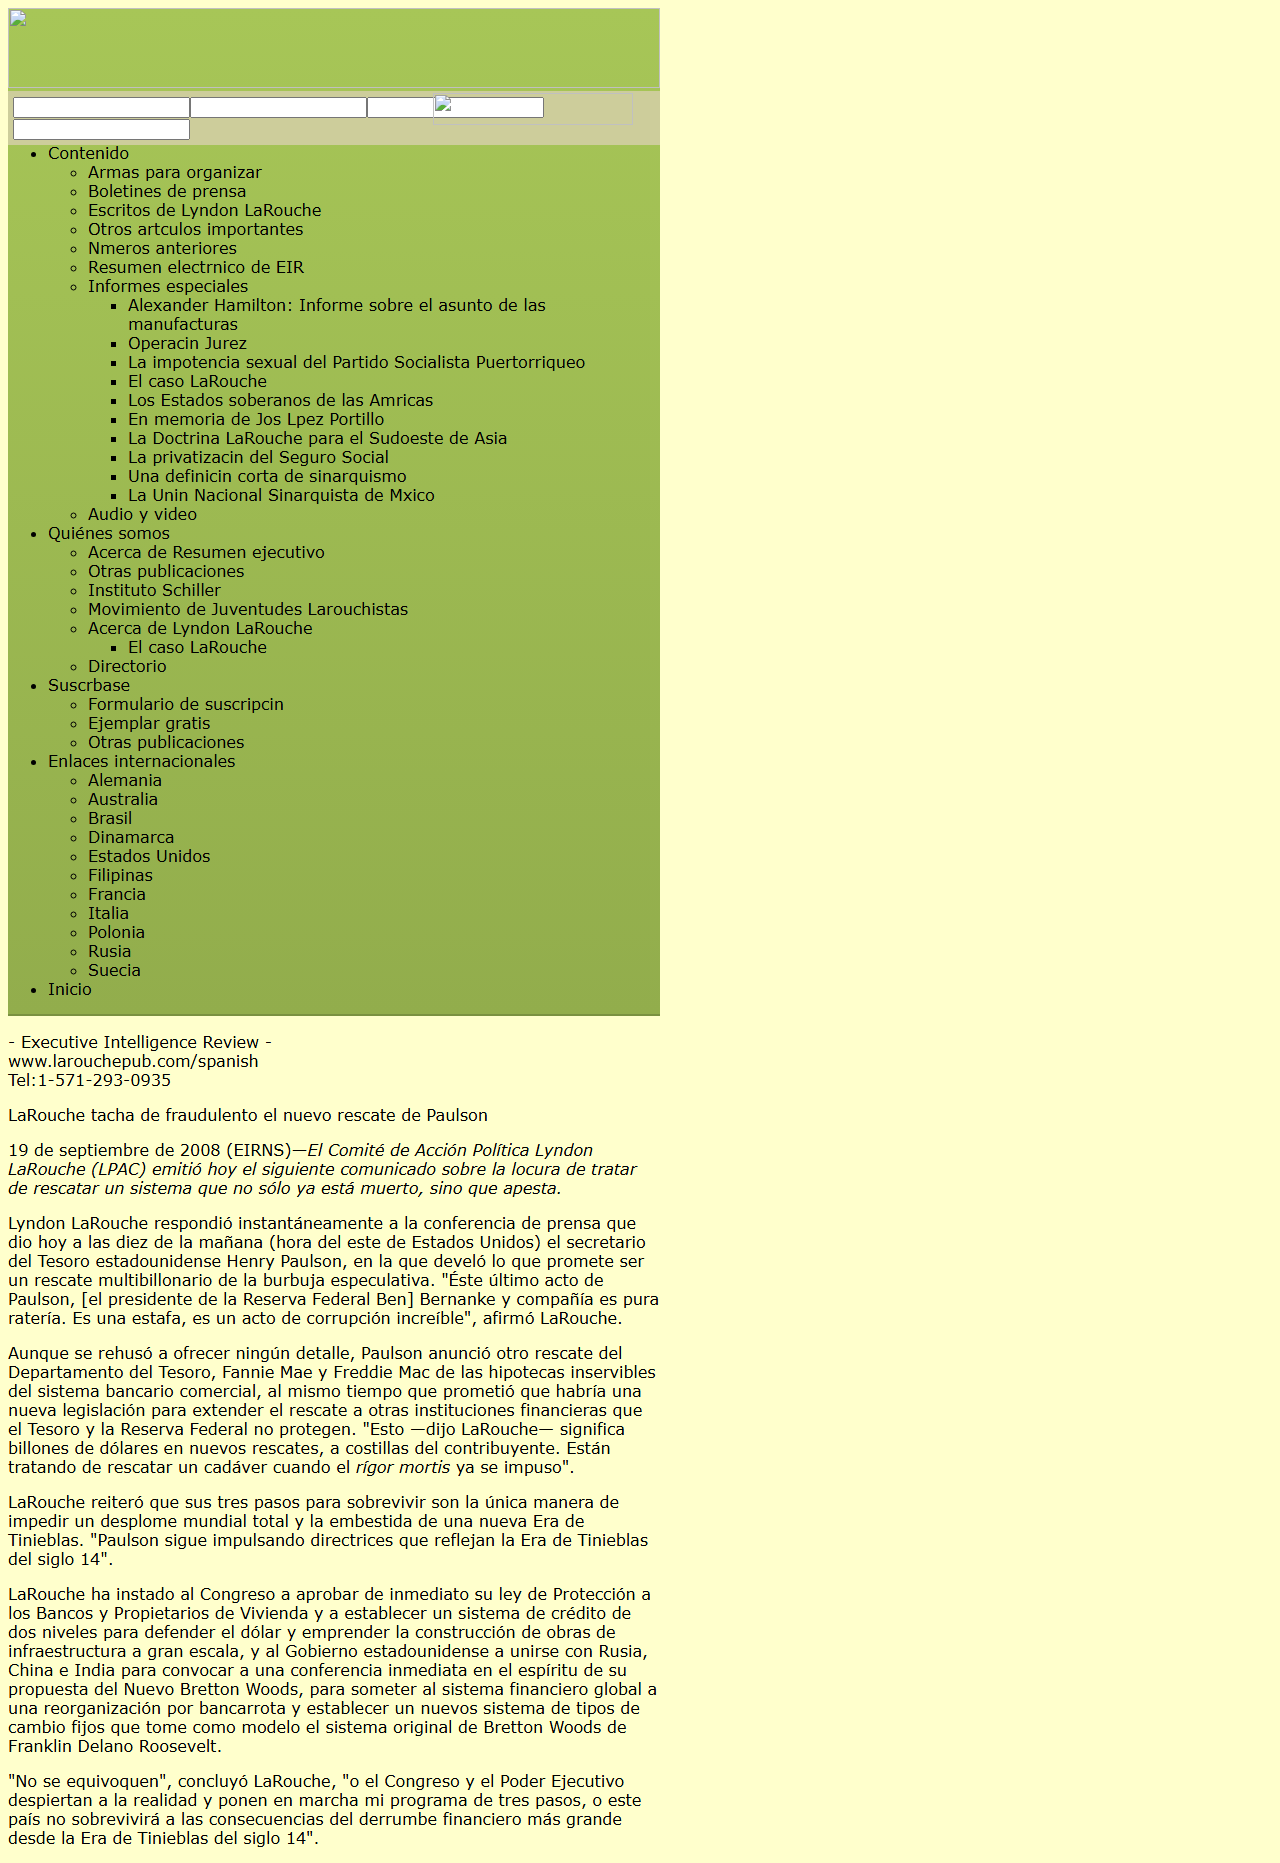 Contenido
Armas para organizar
Boletines de prensa
Escritos de Lyndon LaRouche
Otros artculos importantes
Nmeros anteriores
Resumen electrnico de EIR
Informes especiales
Alexander Hamilton: Informe sobre el asunto de las
manufacturas
Operacin Jurez
La impotencia sexual del Partido Socialista Puertorriqueo
El caso LaRouche
Los Estados soberanos de las Amricas
En memoria de Jos Lpez Portillo
La Doctrina LaRouche para el Sudoeste de Asia
La privatizacin del Seguro Social
Una definicin corta de sinarquismo
La Unin Nacional Sinarquista de Mxico
Audio y video
Quiénes somos
Acerca de Resumen ejecutivo
Otras publicaciones
Instituto Schiller
Movimiento de Juventudes Larouchistas
Acerca de Lyndon LaRouche
El caso LaRouche
Directorio
Suscrbase
Formulario de suscripcin
Ejemplar gratis
Otras publicaciones
Enlaces internacionales
Alemania
Australia
Brasil
Dinamarca
Estados Unidos
Filipinas
Francia
Italia
Polonia
Rusia
Suecia
Inicio
- Executive Intelligence Review -
www.larouchepub.com/spanish
Tel:1-571-293-0935
LaRouche tacha de fraudulento el nuevo rescate de Paulson
19 de septiembre de 2008 (EIRNS)—El Comité de Acción Política Lyndon
LaRouche (LPAC) emitió hoy el siguiente comunicado sobre la locura de tratar
de rescatar un sistema que no sólo ya está muerto, sino que apesta.
Lyndon LaRouche respondió instantáneamente a la conferencia de prensa que
dio hoy a las diez de la mañana (hora del este de Estados Unidos) el secretario
del Tesoro estadounidense Henry Paulson, en la que develó lo que promete ser
un rescate multibillonario de la burbuja especulativa. "Éste último acto de
Paulson, [el presidente de la Reserva Federal Ben] Bernanke y compañía es pura
ratería. Es una estafa, es un acto de corrupción increíble", afirmó LaRouche.
Aunque se rehusó a ofrecer ningún detalle, Paulson anunció otro rescate del
Departamento del Tesoro, Fannie Mae y Freddie Mac de las hipotecas inservibles
del sistema bancario comercial, al mismo tiempo que prometió que habría una
nueva legislación para extender el rescate a otras instituciones financieras que
el Tesoro y la Reserva Federal no protegen. "Esto —dijo LaRouche— significa
billones de dólares en nuevos rescates, a costillas del contribuyente. Están
tratando de rescatar un cadáver cuando el rígor mortis ya se impuso".
LaRouche reiteró que sus tres pasos para sobrevivir son la única manera de
impedir un desplome mundial total y la embestida de una nueva Era de
Tinieblas. "Paulson sigue impulsando directrices que reflejan la Era de Tinieblas
del siglo 14".
LaRouche ha instado al Congreso a aprobar de inmediato su ley de Protección a
los Bancos y Propietarios de Vivienda y a establecer un sistema de crédito de
dos niveles para defender el dólar y emprender la construcción de obras de
infraestructura a gran escala, y al Gobierno estadounidense a unirse con Rusia,
China e India para convocar a una conferencia inmediata en el espíritu de su
propuesta del Nuevo Bretton Woods, para someter al sistema financiero global a
una reorganización por bancarrota y establecer un nuevos sistema de tipos de
cambio fijos que tome como modelo el sistema original de Bretton Woods de
Franklin Delano Roosevelt.
"No se equivoquen", concluyó LaRouche, "o el Congreso y el Poder Ejecutivo
despiertan a la realidad y ponen en marcha mi programa de tres pasos, o este
país no sobrevivirá a las consecuencias del derrumbe financiero más grande
desde la Era de Tinieblas del siglo 14".